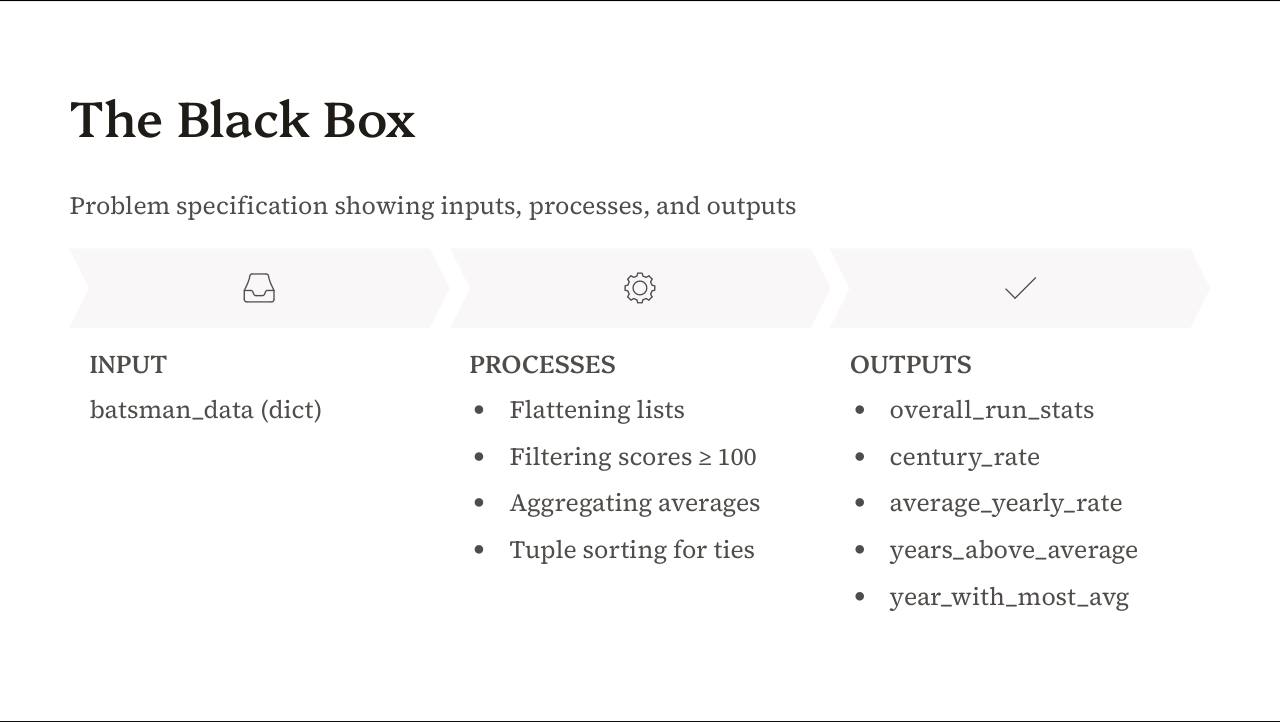 The Black Box
Problem specification showing inputs, processes, and outputs
INPUT
batsman_data (dict)
PROCESSES
• Flattening lists
• Filtering scores ≥ 100
• Aggregating averages
• Tuple sorting for ties
OUTPUTS
• overall_run_stats
• century_rate
• average_yearly_rate
• years_above_average
• year_with_most_avg